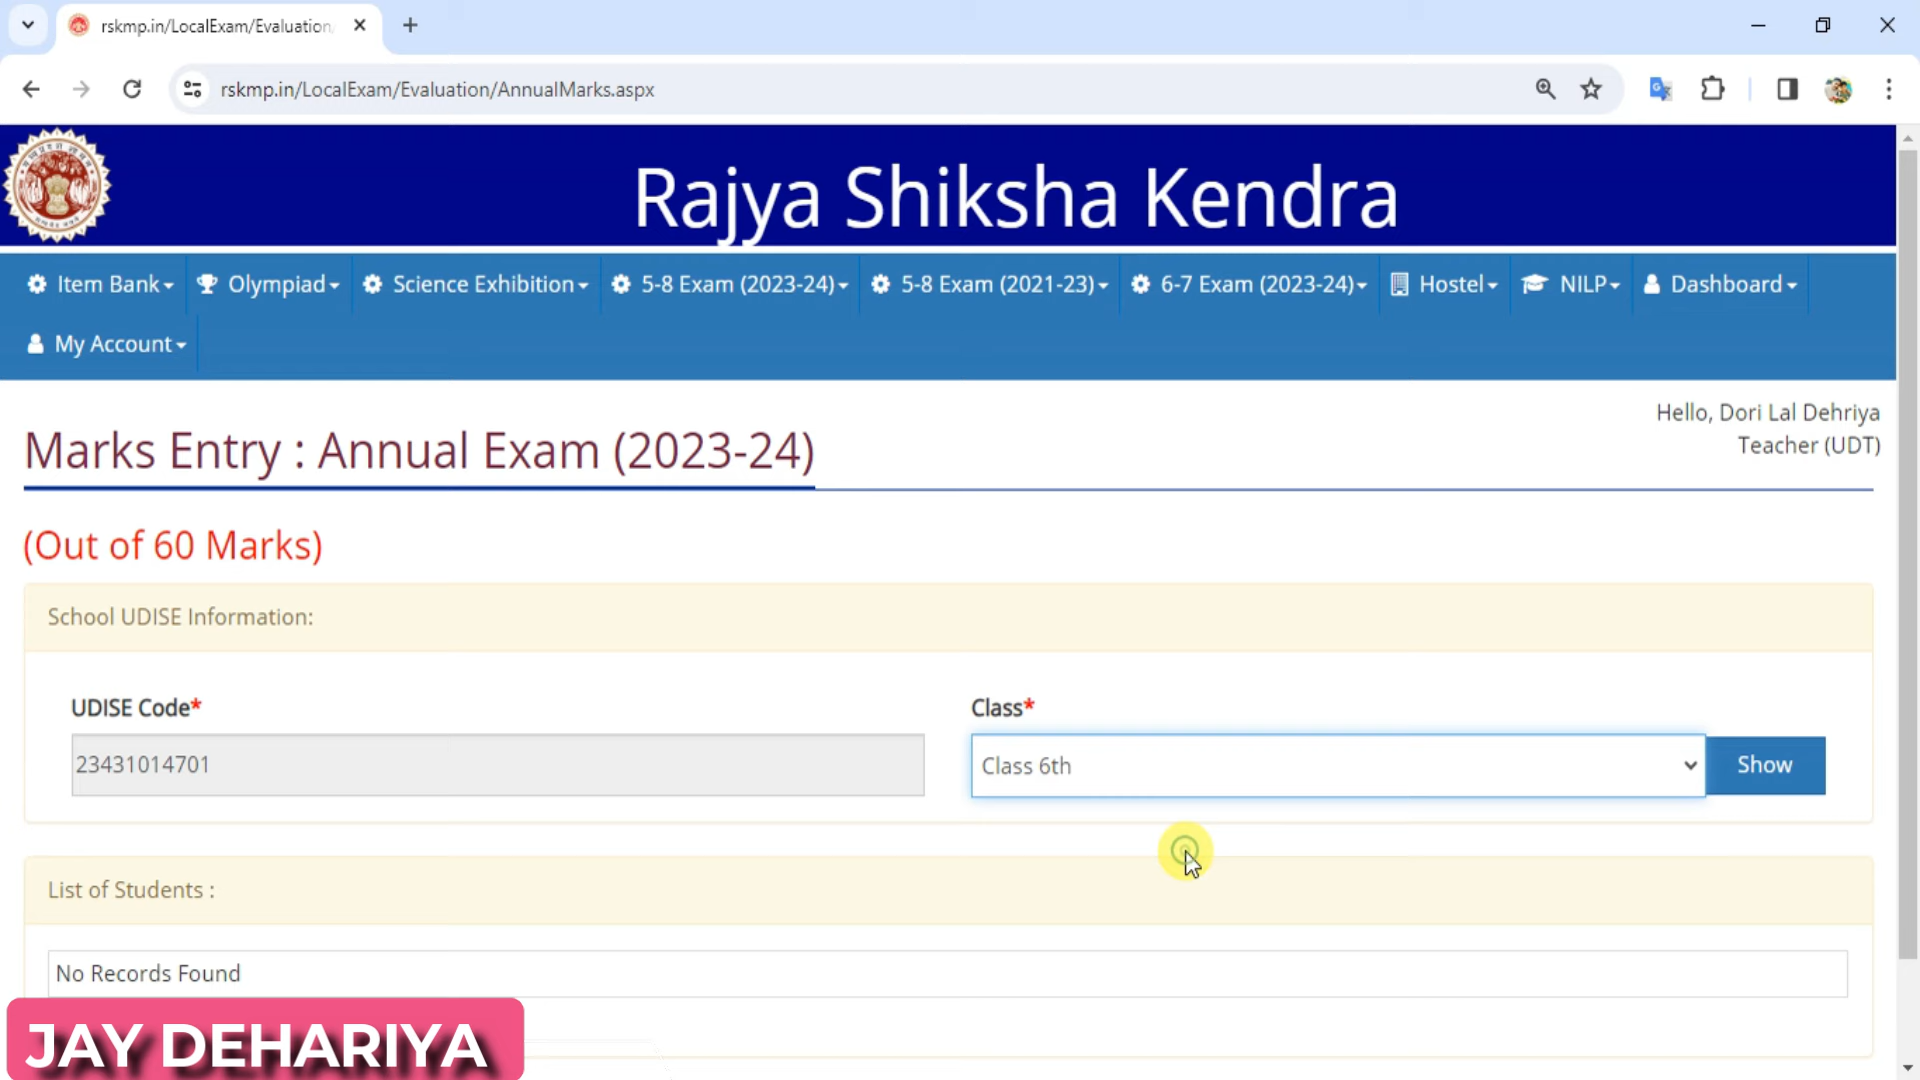 rskmp.in/LocalExam/Evaluation
rskmp.in/LocalExam/Evaluation/AnnualMarks.aspx
Rajya Shiksha Kendra
Item Bank Olympiad Science Exhibition 5-8 Exam (2023-24) 5-8 Exam (2021-23) 6-7 Exam (2023-24) Hostel NILP Dashboard
My Account
Hello, Dori Lal Dehriya
Teacher (UDT)
Marks Entry : Annual Exam (2023-24)
(Out of 60 Marks)
School UDISE Information:
UDISE Code* Class*
23431014701 Class 6th Show
List of Students :
No Records Found
JAY DEHARIYA